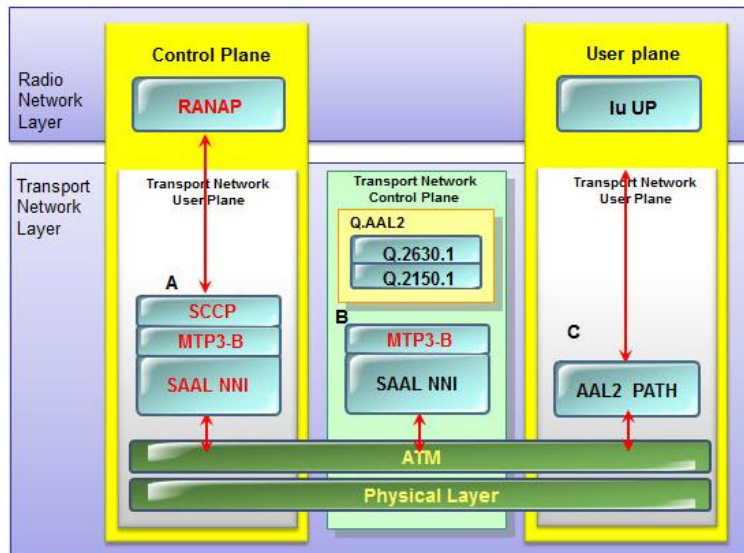 Control Plane
User plane
Radio
Network
Layer
RANAP
Iu UP
Transport
Network
Layer
Transport Network
User Plane
Transport Network
Control Plane
Transport Network
User Plane
Q.AAL2
Q.2630.1
Q.2150.1
A
SCCP
MTP3-B
SAAL NNI
B
MTP3-B
SAAL NNI
C
AAL2 PATH
ATM
Physical Layer